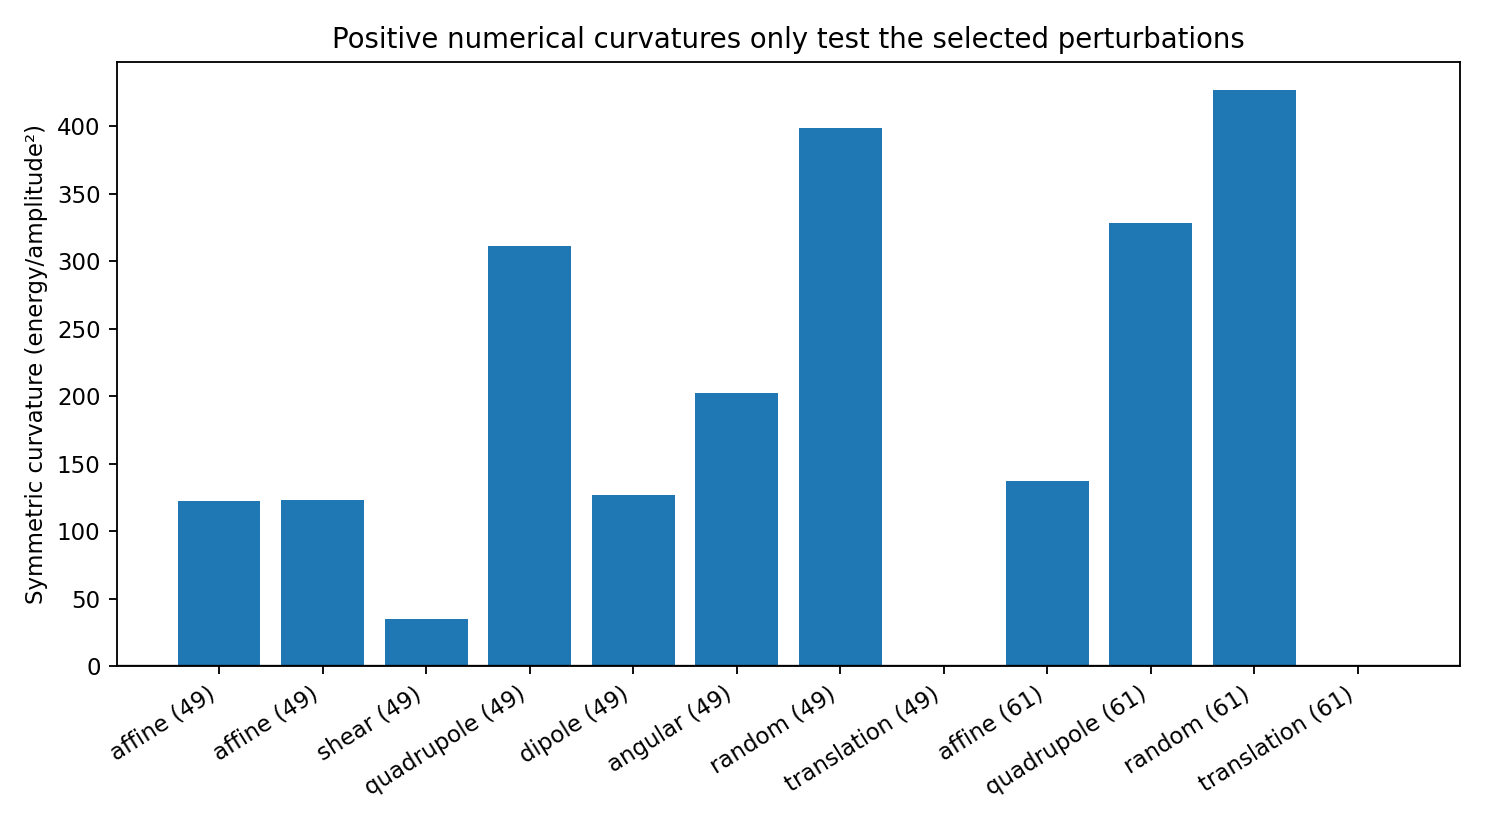 Positive numerical curvatures only test the selected perturbations
Symmetric curvature (energy/amplitude²)
400
350
300
250
200
150
100
50
0
affine (49)
affine (49)
shear (49)
quadrupole (49)
dipole (49)
angular (49)
random (49)
translation (49)
affine (61)
quadrupole (61)
random (61)
translation (61)